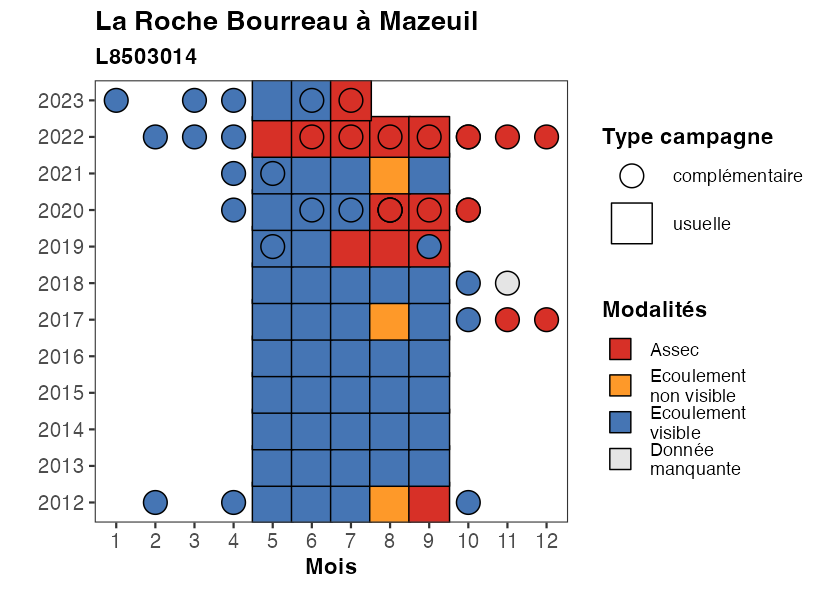 La Roche Bourreau à Mazeuil
L8503014
2023
2022
2021
2020
2019
2018
2017
2016
2015
2014
2013
2012
1 2 3 4 5 6 7 8 9 10 11 12
Mois
Type campagne
complémentaire
usuelle
Modalités
Assec
Ecoulement
non visible
Ecoulement
visible
Donnée
manquante